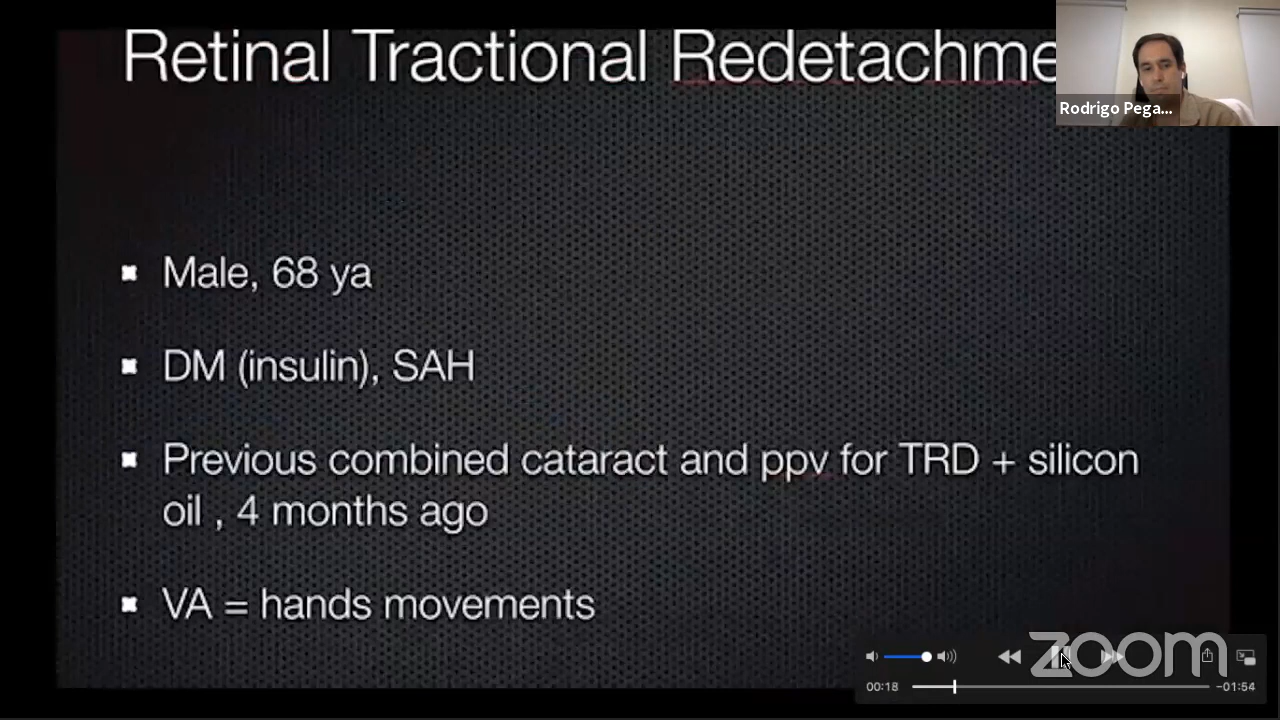 Retinal Tractional Redetachme
Rodrigo Pega...
Male, 68 ya
DM (insulin), SAH
Previous combined cataract and ppv for TRD + silicon
oil , 4 months ago
VA = hands movements
zoom
00:18
-01:54